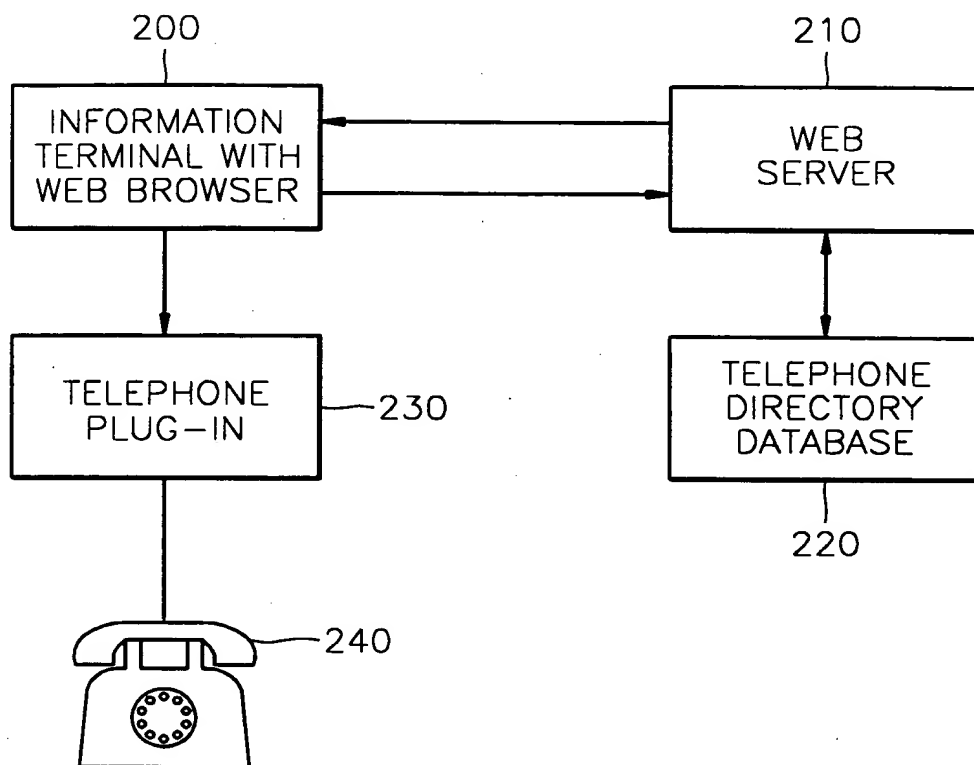 200
210
INFORMATION
TERMINAL WITH
WEB BROWSER
WEB
SERVER
TELEPHONE
PLUG-IN
230
TELEPHONE
DIRECTORY
DATABASE
220
240